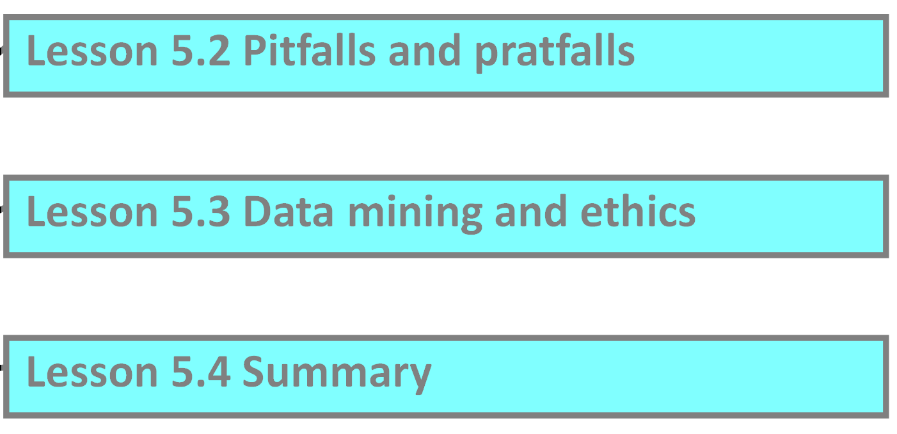 Lesson 5.2 Pitfalls and pratfalls
Lesson 5.3 Data mining and ethics
Lesson 5.4 Summary